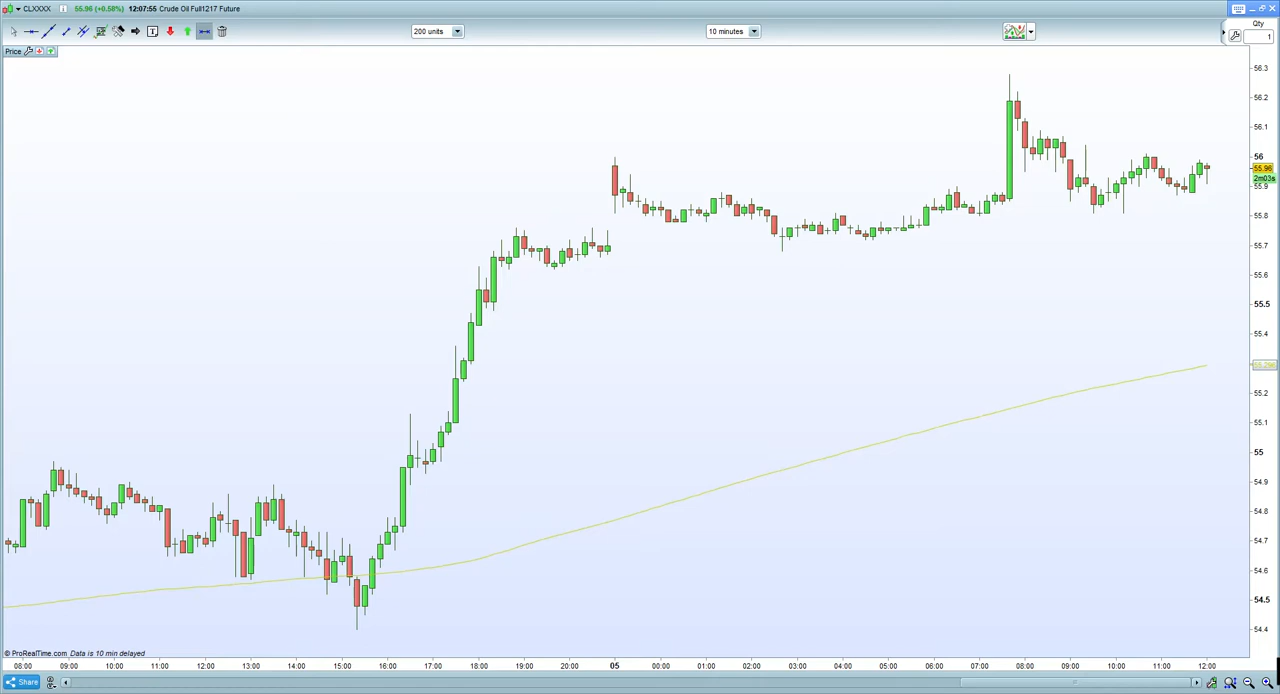 CLXXXX 55.96 (+0.58%) 12:07:55 Crude Oil Full1217 Future
200 units 10 minutes
Qty
1
Price
56.3
56.2
56.1
56
55.96
2m03s
55.9
55.8
55.7
55.6
55.5
55.4
55.2
55.1
55
54.9
54.8
54.7
54.6
54.5
54.4
© ProRealTime.com Data is 10 min delayed
08:00 09:00 10:00 11:00 12:00 13:00 14:00 15:00 16:00 17:00 18:00 19:00 20:00 05 00:00 01:00 02:00 03:00 04:00 05:00 06:00 07:00 08:00 09:00 10:00 11:00 12:00
Share